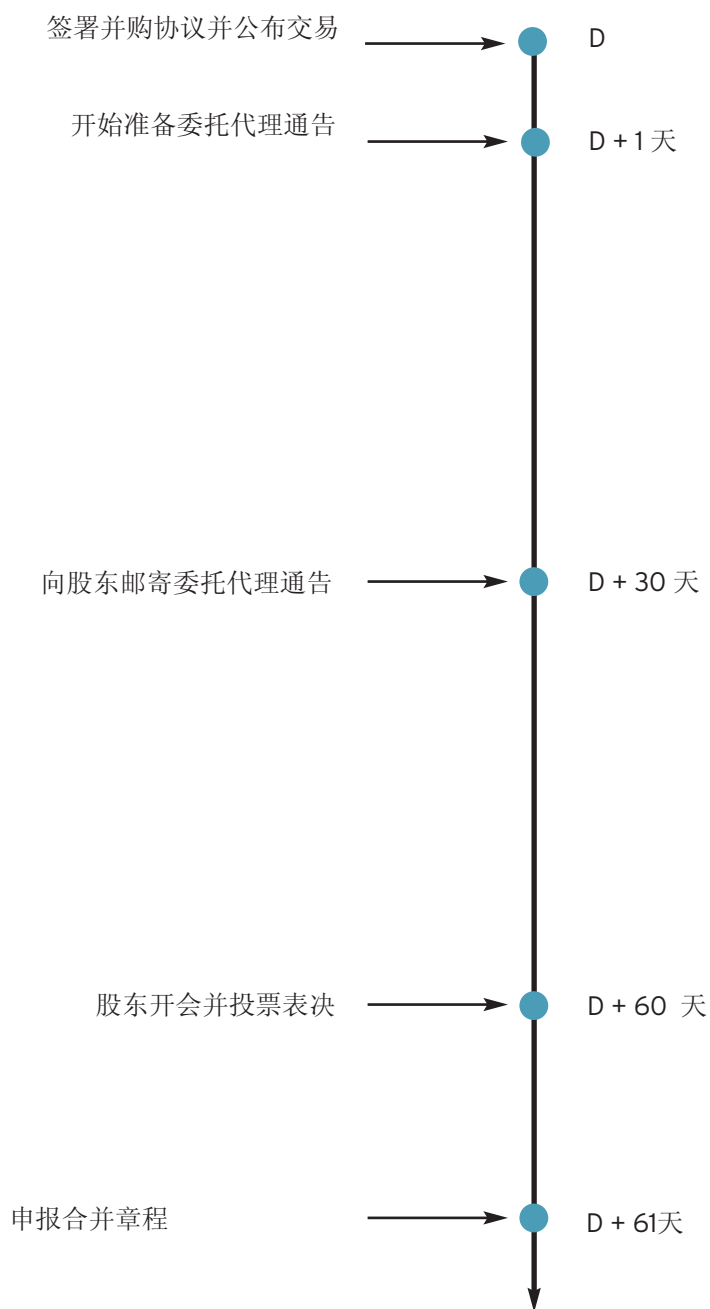 签署并购协议并公布交易 D
开始准备委托代理通告 D + 1 天
向股东邮寄委托代理通告 D + 30 天
股东开会并投票表决 D + 60 天
申报合并章程 D + 61天